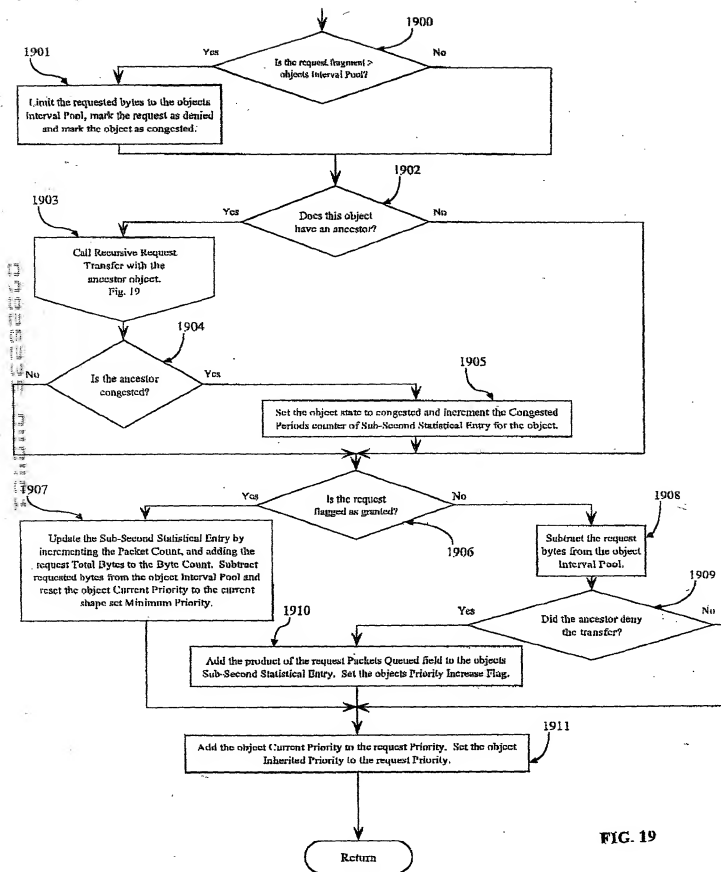 1900
Yes
Is the request fragment >
objects Interval Pool?
No
1901
Limit the requested bytes to the objects
Interval Pool, mark the request as denied
and mark the object as congested.
1902
Yes
Does this object
have an ancestor?
No
1903
Call Recursive Request
Transfer with the
ancestor object.
Fig. 19
1904
No
Is the ancestor
congested?
Yes
1905
Set the object state to congested and increment the Congested
Periods counter of Sub-Second Statistical Entry for the object.
1907
Yes
Is the request
flagged as granted?
No
1906
1908
Update the Sub-Second Statistical Entry by
incrementing the Packet Count, and adding the
request Total Bytes to the Byte Count. Subtract
requested bytes from the object Interval Pool and
reset the object Current Priority to the current
shape set Minimum Priority.
Subtract the request
bytes from the object
Interval Pool.
1909
1910
Yes
Did the ancestor deny
the transfer?
No
Add the product of the request Packets Queued field to the objects
Sub-Second Statistical Entry. Set the objects Priority Increase Flag.
1911
Add the object Current Priority to the request Priority. Set the object
Inherited Priority to the request Priority.
Return
FIG. 19